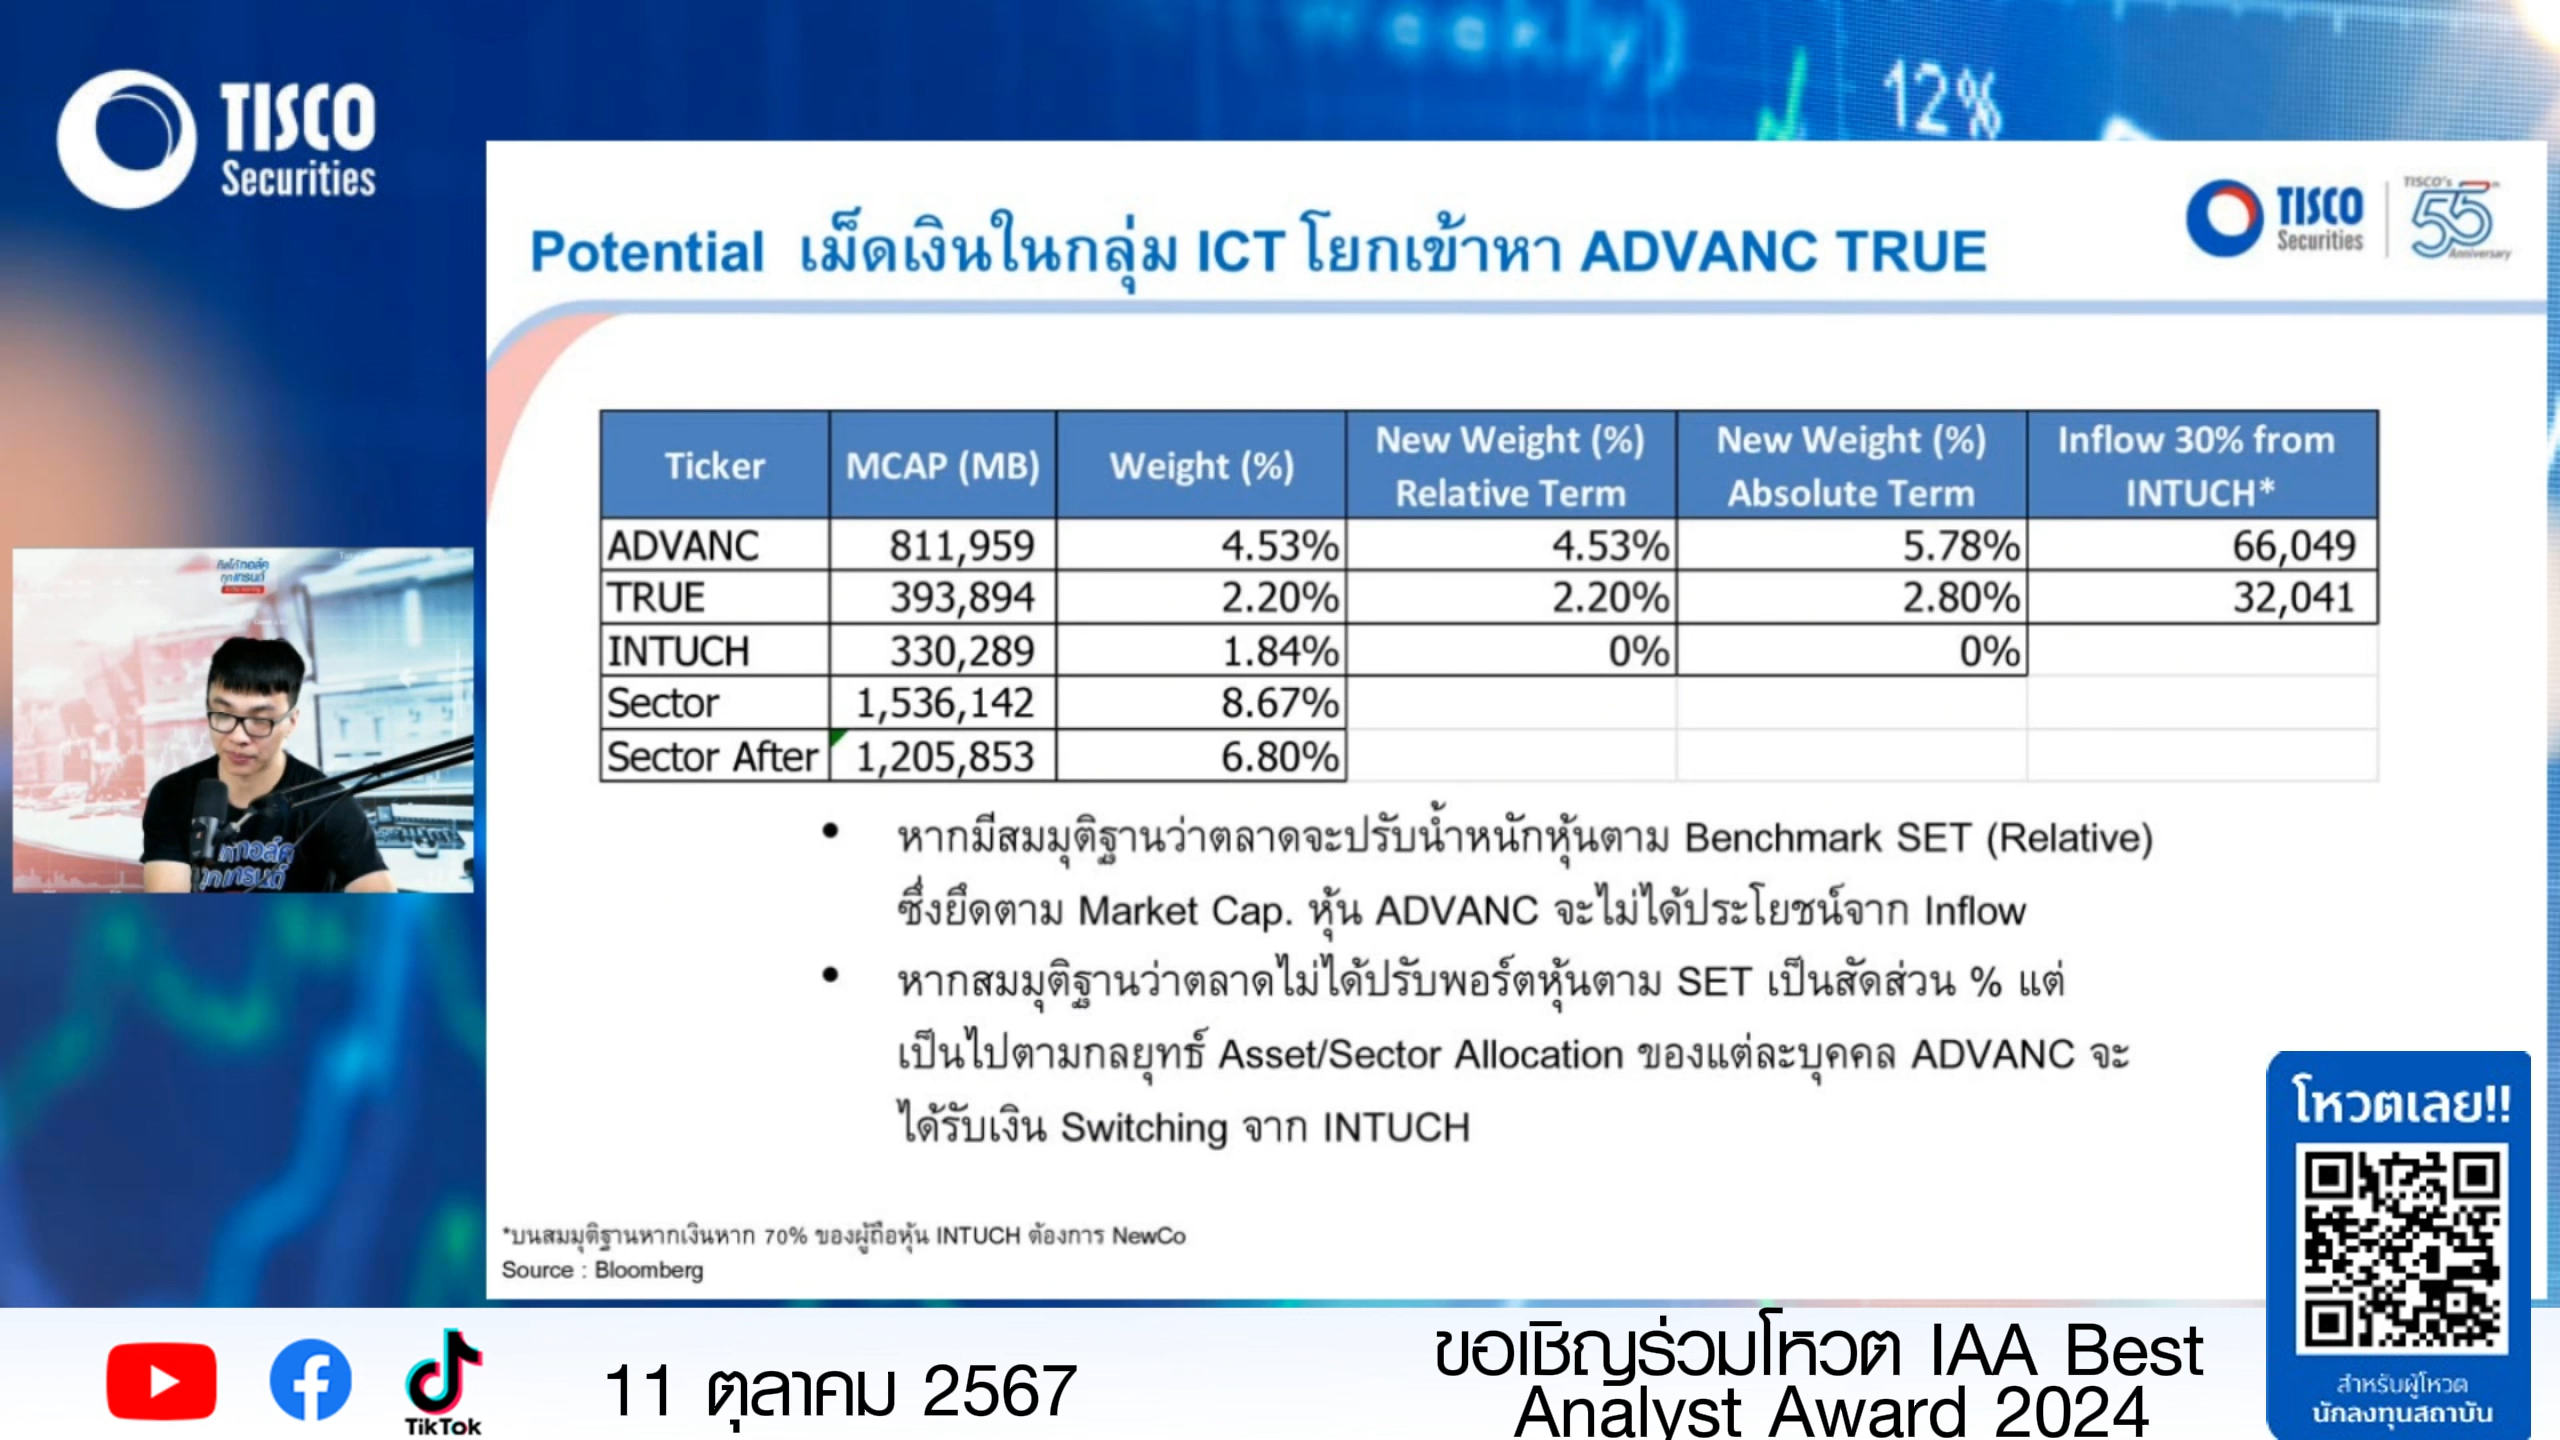 (Weekly)
12%
TISCO
Securities
TISCO
Securities
TISCO's
55th
Anniversary
Potential เม็ดเงินในกลุ่ม ICT โยกเข้าหา ADVANC TRUE
Ticker MCAP (MB) Weight (%) New Weight (%) Relative Term New Weight (%) Absolute Term Inflow 30% from INTUCH*
ADVANC 811,959 4.53% 4.53% 5.78% 66,049
TRUE 393,894 2.20% 2.20% 2.80% 32,041
INTUCH 330,289 1.84% 0% 0%
Sector 1,536,142 8.67%
Sector After 1,205,853 6.80%
• หากมีสมมุติฐานว่าตลาดจะปรับน้ำหนักหุ้นตาม Benchmark SET (Relative)
ซึ่งยึดตาม Market Cap. หุ้น ADVANC จะไม่ได้ประโยชน์จาก Inflow
• หากสมมุติฐานว่าตลาดไม่ได้ปรับพอร์ตหุ้นตาม SET เป็นสัดส่วน % แต่
เป็นไปตามกลยุทธ์ Asset/Sector Allocation ของแต่ละบุคคล ADVANC จะ
ได้รับเงิน Switching จาก INTUCH
*บนสมมุติฐานหากเงินหาก 70% ของผู้ถือหุ้น INTUCH ต้องการ NewCo
Source : Bloomberg
โหวตเลย!!
สำหรับผู้โหวต
นักลงทุนสถาบัน
TikTok
11 ตุลาคม 2567
ขอเชิญร่วมโหวต IAA Best
Analyst Award 2024